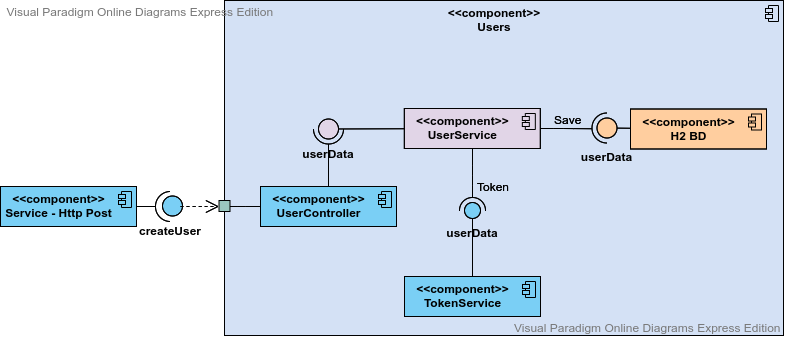 Visual Paradigm Online Diagrams Express Edition
<<component>>
Users
<<component>>
UserService
Save
<<component>>
H2 BD
userData
userData
Token
<<component>>
Service - Http Post
createUser
<<component>>
UserController
userData
<<component>>
TokenService
Visual Paradigm Online Diagrams Express Edition